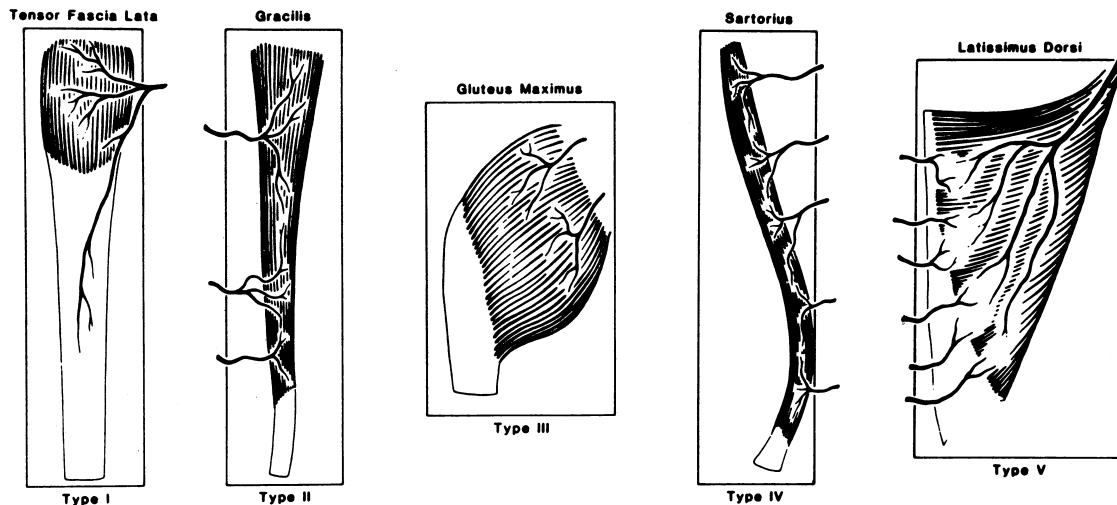 Tensor Fascia Lata
Type I
Gracilis
Type II
Gluteus Maximus
Type III
Sartorius
Type IV
Latissimus Dorsi
Type V